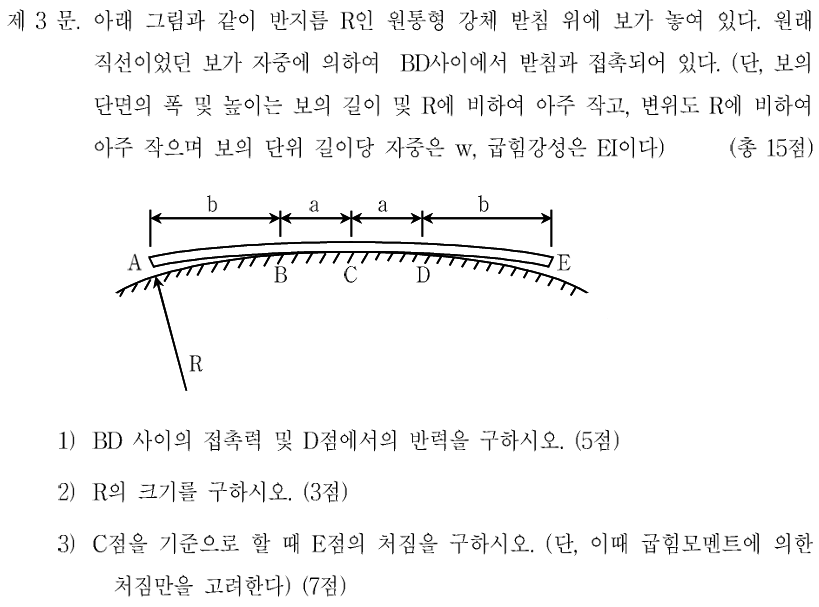 제 3 문. 아래 그림과 같이 반지름 R인 원통형 강체 받침 위에 보가 놓여 있다. 원래
직선이었던 보가 자중에 의하여 BD사이에서 받침과 접촉되어 있다. (단, 보의
단면의 폭 및 높이는 보의 길이 및 R에 비하여 아주 작고, 변위도 R에 비하여
아주 작으며 보의 단위 길이당 자중은 w, 굽힘강성은 EI이다) (총 15점)
b a a b
A B C D E
R
1) BD 사이의 접촉력 및 D점에서의 반력을 구하시오. (5점)
2) R의 크기를 구하시오. (3점)
3) C점을 기준으로 할 때 E점의 처짐을 구하시오. (단, 이때 굽힘모멘트에 의한
처짐만을 고려한다) (7점)